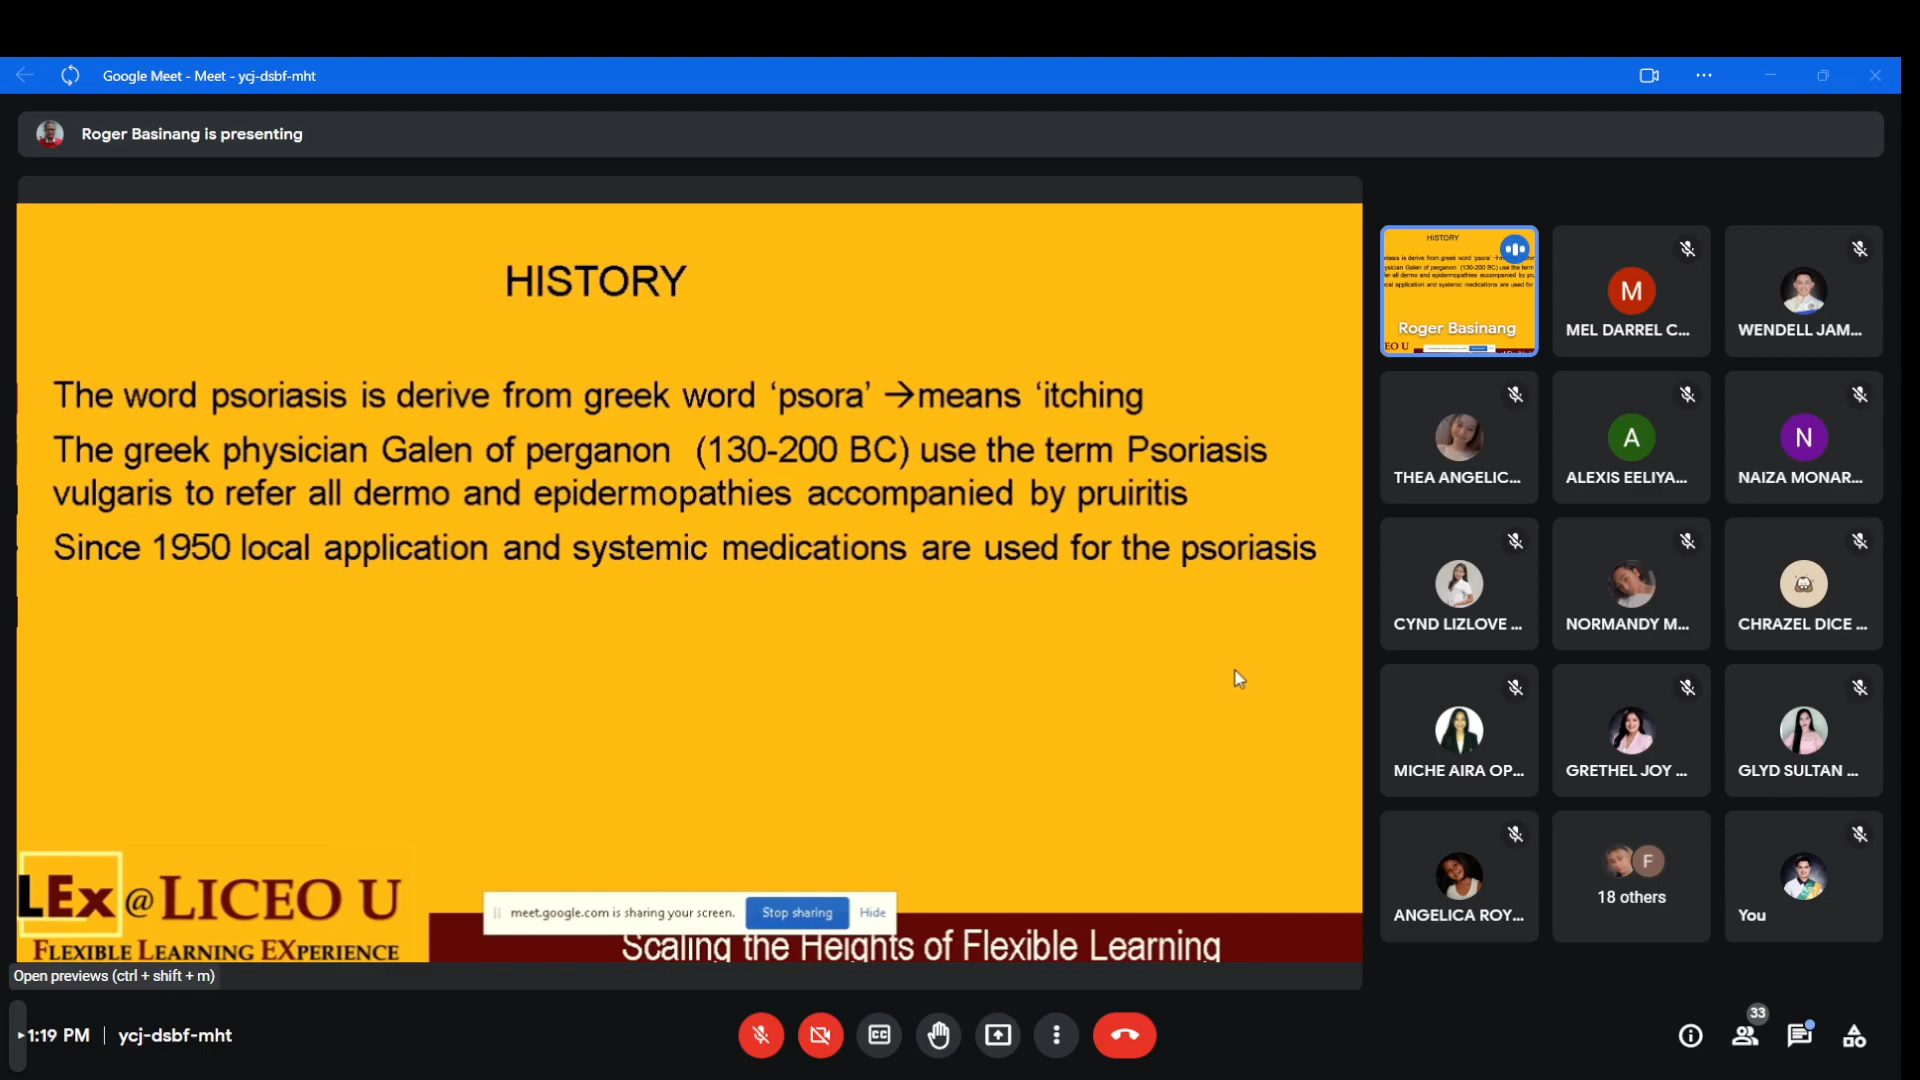 Google Meet - Meet - ycj-dsbf-mht
Roger Basinang is presenting
HISTORY
The word psoriasis is derive from greek word ‘psora’ →means ‘itching
The greek physician Galen of perganon (130-200 BC) use the term Psoriasis
vulgaris to refer all dermo and epidermopathies accompanied by pruiritis
Since 1950 local application and systemic medications are used for the psoriasis
LEx @ LICEO U
FLEXIBLE LEARNING EXPERIENCE
meet.google.com is sharing your screen. Stop sharing Hide
Scaling the Heights of Flexible Learning
Open previews (ctrl + shift + m)
HISTORY
Roger Basinang
M
MEL DARREL C...
WENDELL JAM...
THEA ANGELIC...
A
ALEXIS EELIYA...
N
NAIZA MONAR...
CYND LIZLOVE ...
NORMANDY M...
CHRAZEL DICE ...
MICHE AIRA OP...
GRETHEL JOY ...
GLYD SULTAN ...
ANGELICA ROY...
F
18 others
You
1:19 PM | ycj-dsbf-mht
CC
33